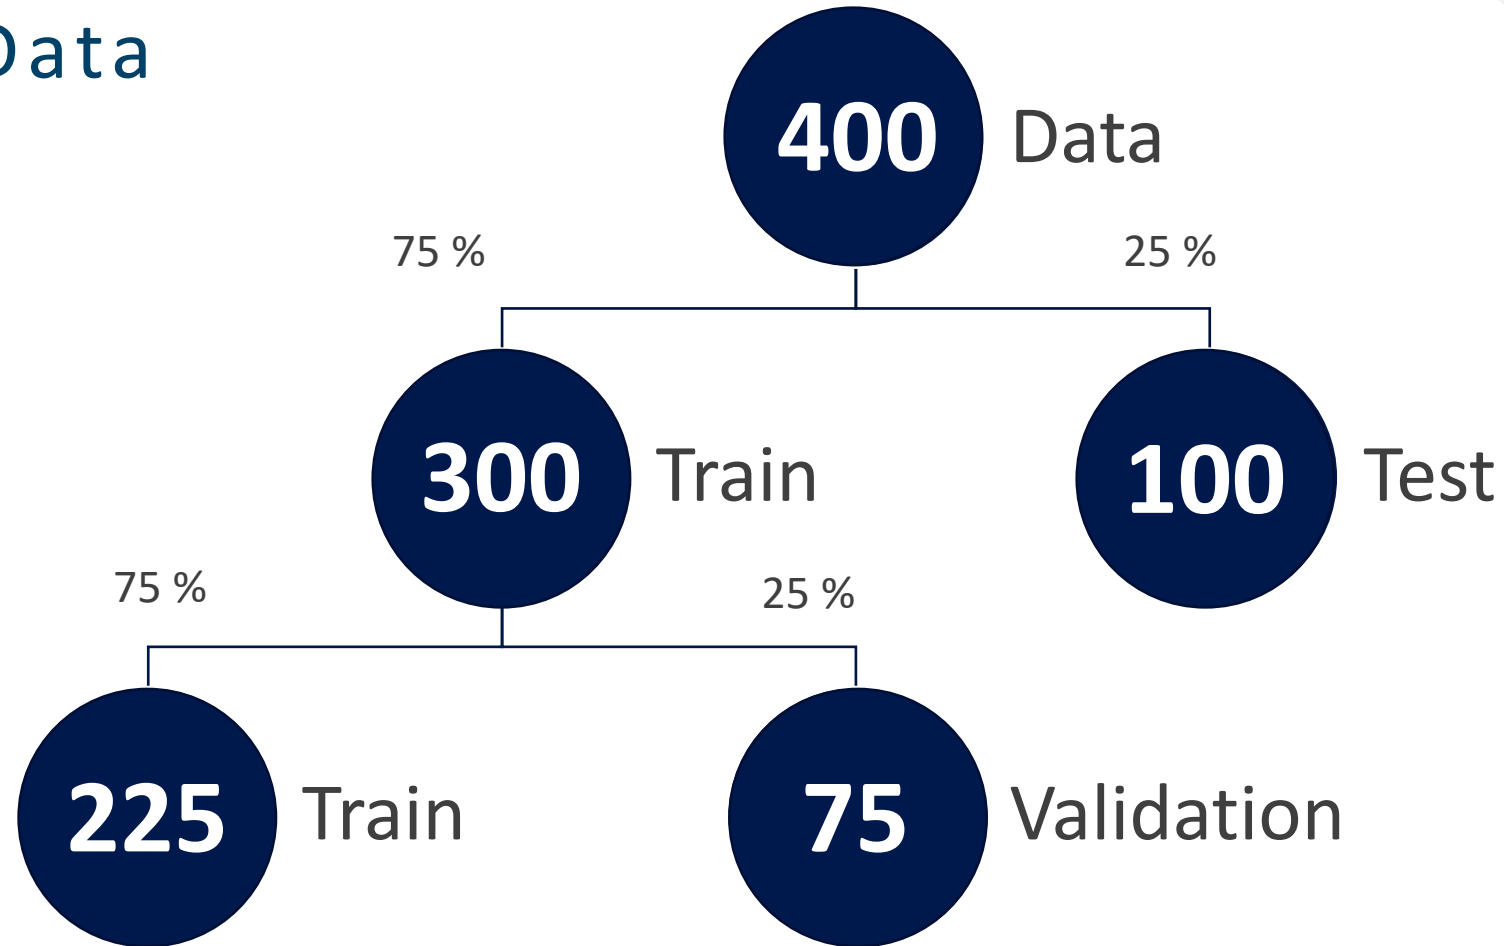 Data
400 Data
75 %
25 %
300 Train
100 Test
75 %
25 %
225 Train
75 Validation